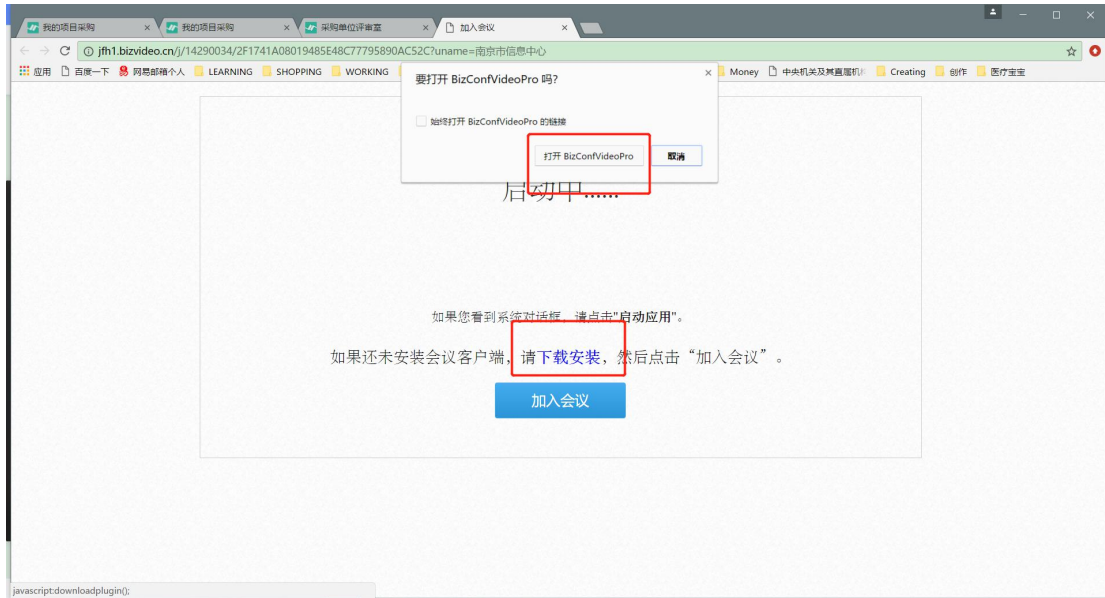 我的项目采购
我的项目采购
采购单位评审室
加入会议
jfh1.bizvideo.cn/j/14290034/2F1741A08019485E48C77795890AC52C?uname=南京市信息中心
应用 百度一下 网易邮箱个人 LEARNING SHOPPING WORKING Money 中央机关及其直属机 Creating 创作 医疗宝宝
要打开 BizConfVideoPro 吗?
始终打开 BizConfVideoPro 的链接
打开 BizConfVideoPro 取消
启动中......
如果您看到系统对话框，请点击"启动应用"。
如果还未安装会议客户端，请下载安装，然后点击“加入会议”。
加入会议
javascript:downloadplugin();